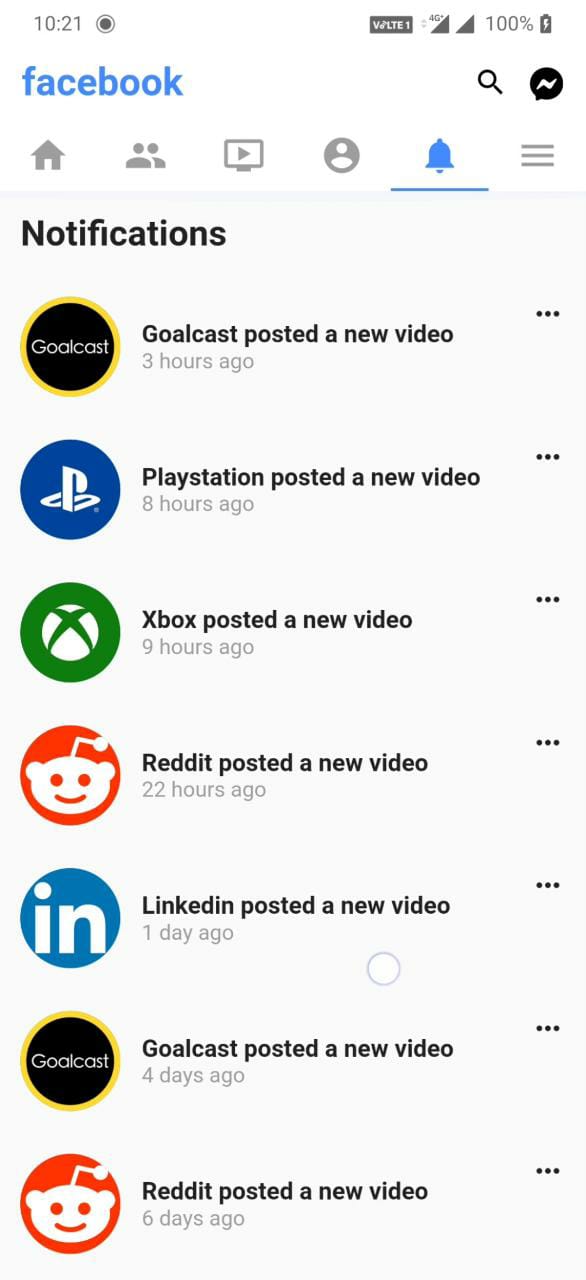 10:21 VoLTE 1 4G+ 100%
facebook
Notifications
Goalcast
Goalcast posted a new video
3 hours ago
Playstation posted a new video
8 hours ago
Xbox posted a new video
9 hours ago
Reddit posted a new video
22 hours ago
in
Linkedin posted a new video
1 day ago
Goalcast
Goalcast posted a new video
4 days ago
Reddit posted a new video
6 days ago